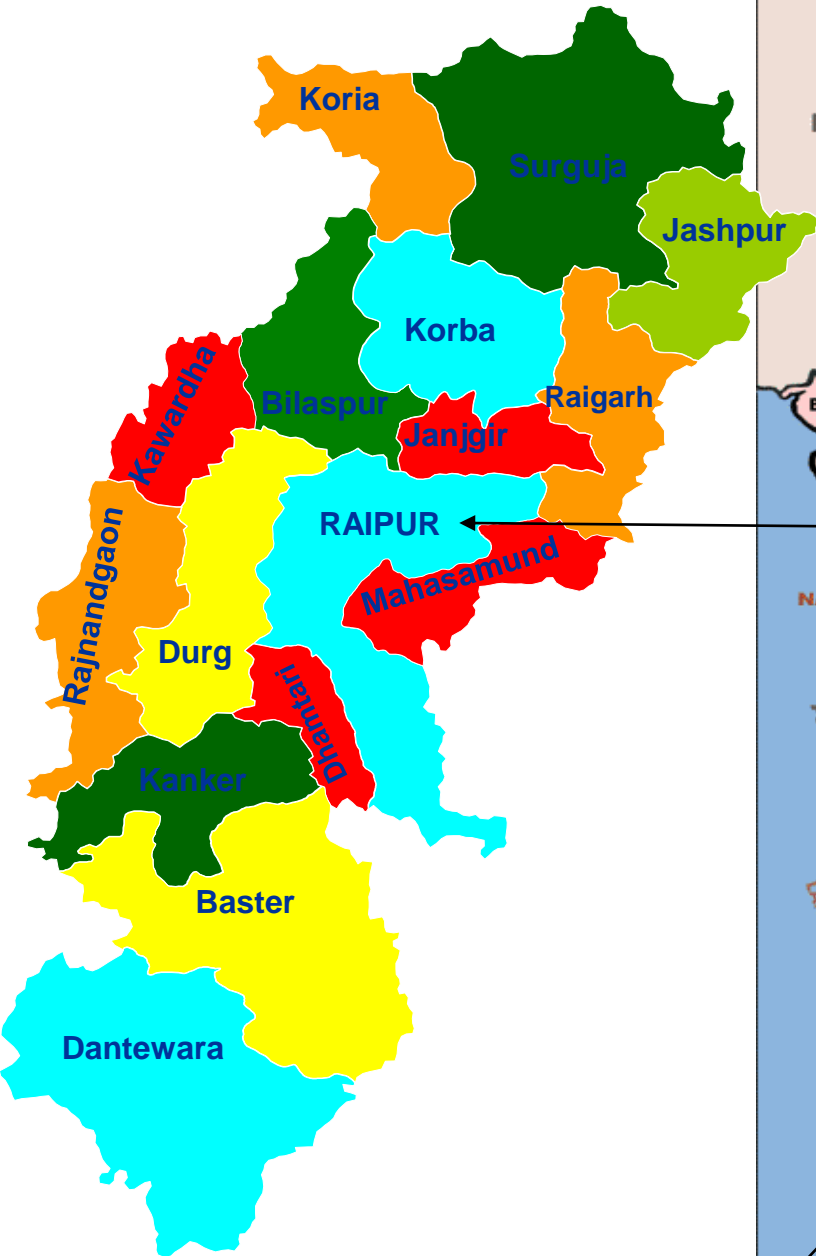 Koria
Surguja
Jashpur
Korba
Kawardha
Bilaspur
Raigarh
Janjgir
RAIPUR
Rajnandgaon
Mahasamund
Durg
Dhamtari
Kanker
Baster
Dantewara